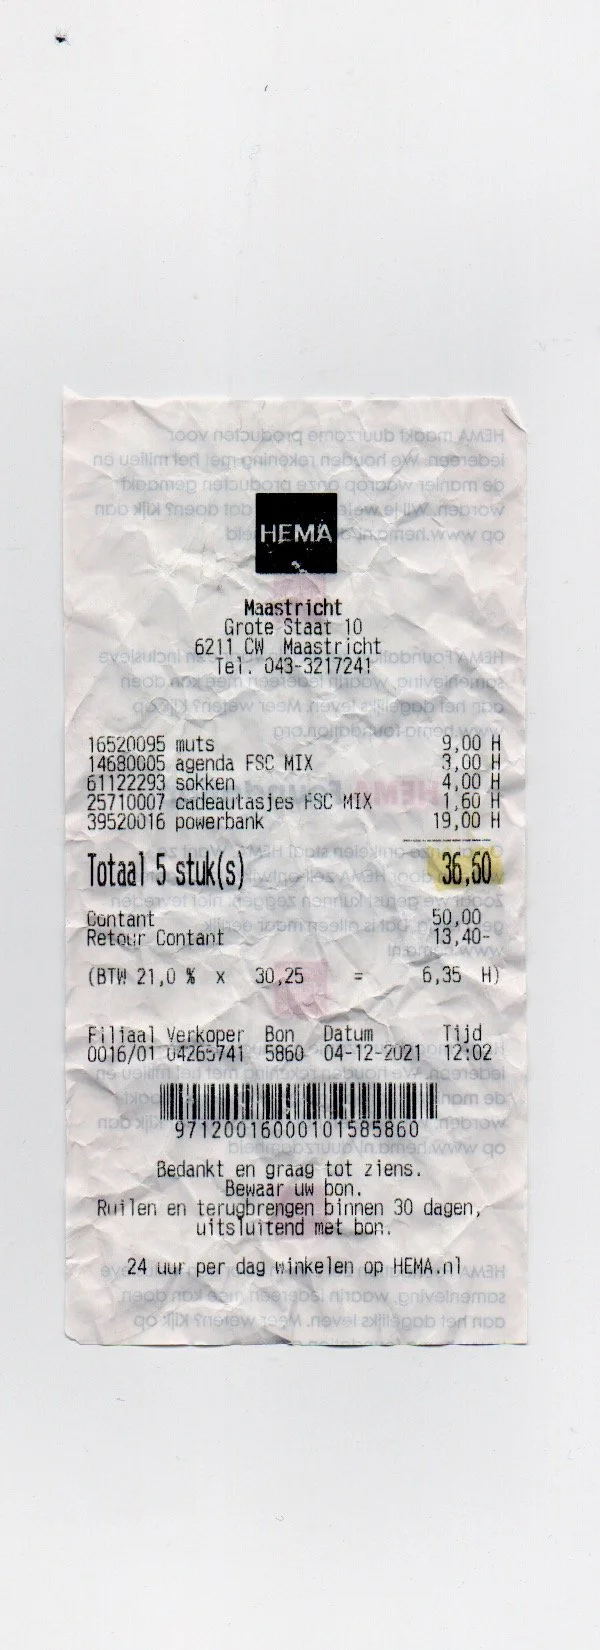 HEMA
Maastricht
Grote Staat 10
6211 CW Maastricht
Tel. 043-3217241
16520095 muts 9,00 H
14680005 agenda FSC MIX 3,00 H
61122293 sokken 4,00 H
25710007 cadeautasjes FSC MIX 1,60 H
39520016 powerbank 19,00 H
Totaal 5 stuk(s) 36,60
Contant 50,00
Retour Contant 13,40-
(BTW 21,0 % x 30,25 = 6,35 H)
Filiaal Verkoper Bon Datum Tijd
0016/01 04265741 5860 04-12-2021 12:02
971200160000101585860
Bedankt en graag tot ziens.
Bewaar uw bon.
Ruilen en terugbrengen binnen 30 dagen,
uitsluitend met bon.
24 uur per dag winkelen op HEMA.nl